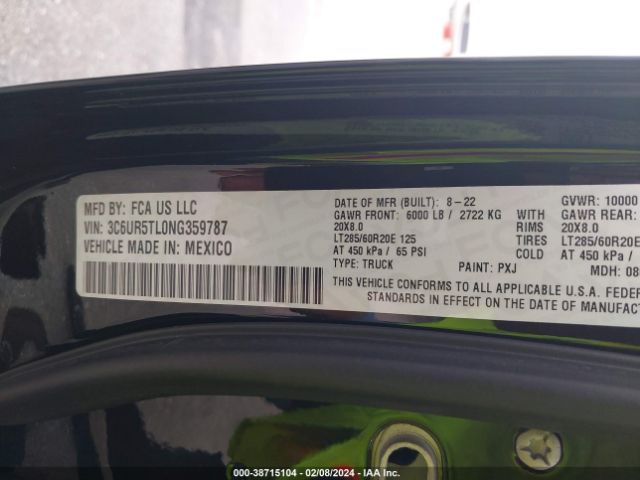 MFD BY: FCA US LLC
VIN: 3C6UR5TL0NG359787
VEHICLE MADE IN: MEXICO
DATE OF MFR (BUILT): 8-22 GVWR: 10000
GAWR FRONT: 6000 LB / 2722 KG GAWR REAR:
20X8.0 RIMS 20X8.0
LT285/60R20E 125 TIRES LT285/60R20E
AT 450 kPa / 65 PSI COLD AT 450 kPa /
TYPE: TRUCK PAINT: PXJ MDH: 08
THIS VEHICLE CONFORMS TO ALL APPLICABLE U.S.A. FEDER
STANDARDS IN EFFECT ON THE DATE OF MANUFACT
000-38715104 - 02/08/2024 - IAA Inc.